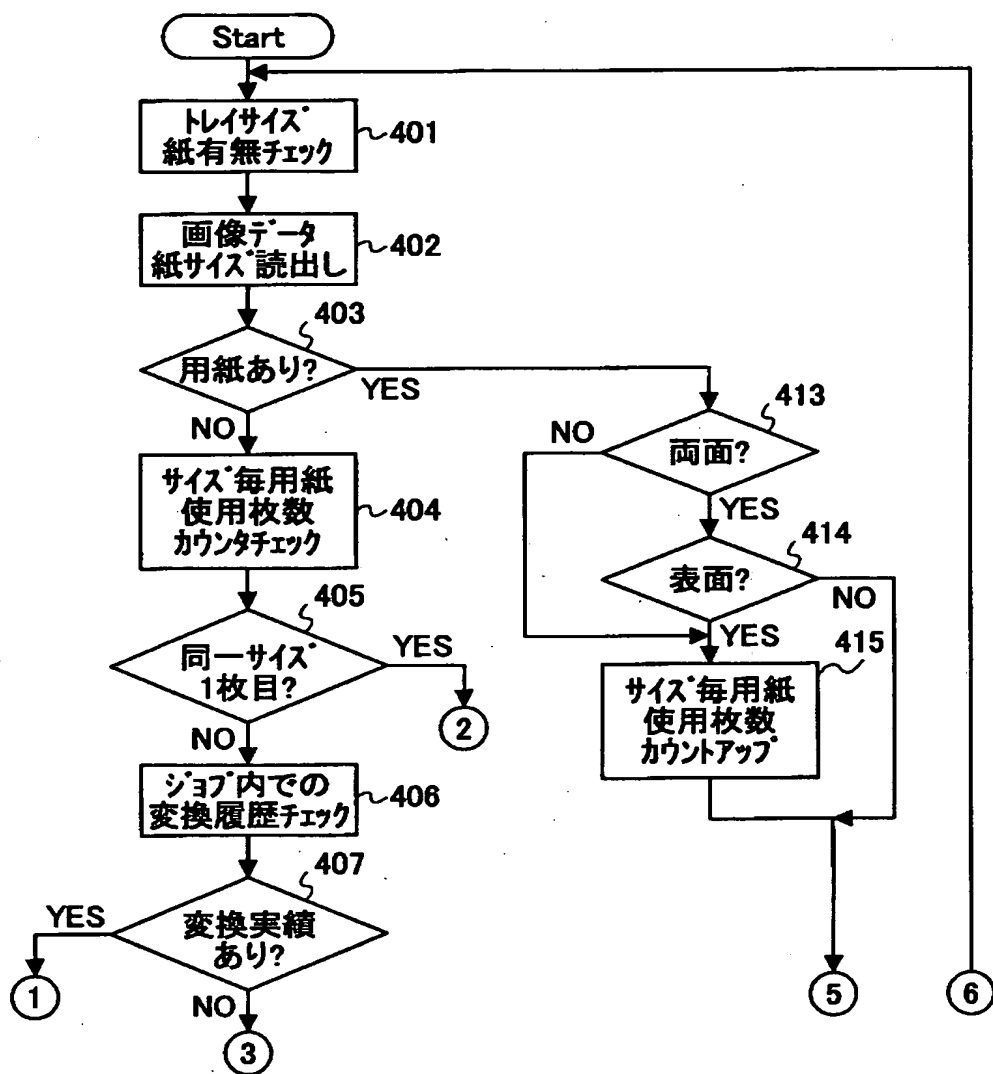 Start
トレイサイズ
紙有無チェック
401
画像データ
紙サイズ読出し
402
403
用紙あり?
YES
NO
413
両面?
NO
YES
サイズ毎用紙
使用枚数
カウンタチェック
404
414
表面?
NO
YES
405
同一サイズ
1枚目?
YES
2
NO
415
サイズ毎用紙
使用枚数
カウントアップ
ジョブ内での
変換履歴チェック
406
407
変換実績
あり?
YES
1
NO
3
5
6